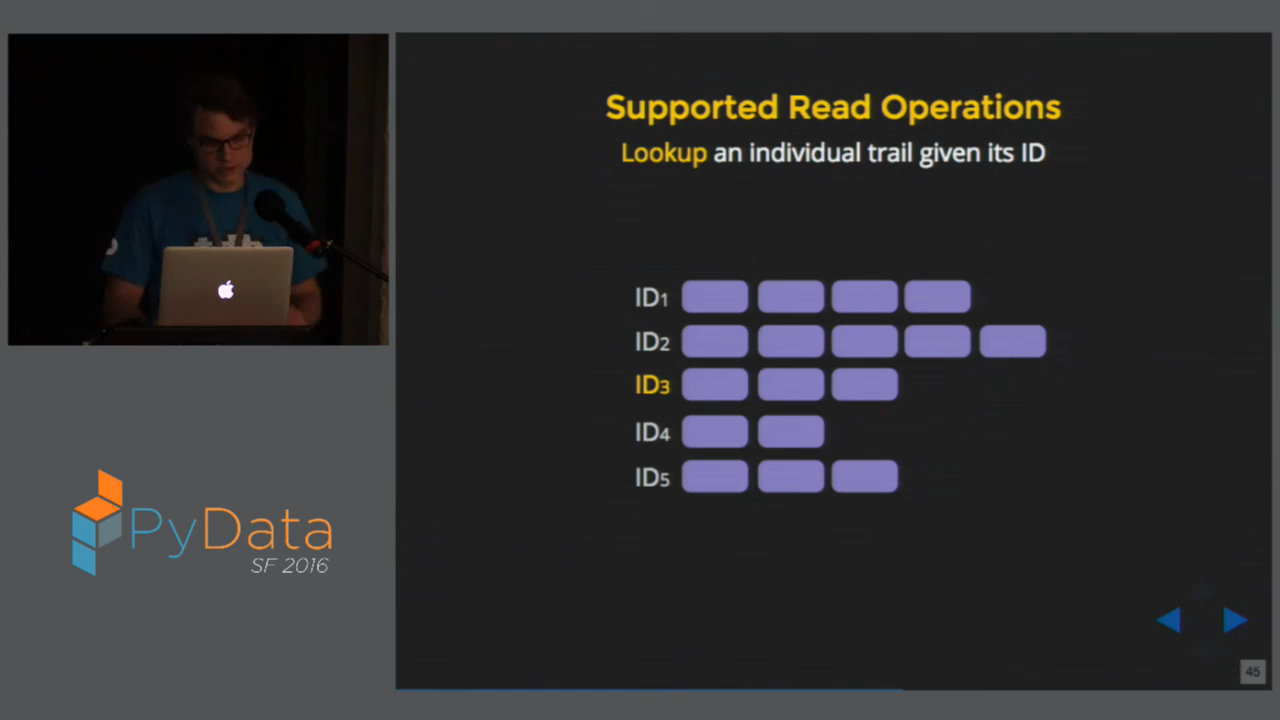 Supported Read Operations
Lookup an individual trail given its ID
ID1
ID2
ID3
ID4
ID5
PyData
SF 2016
45